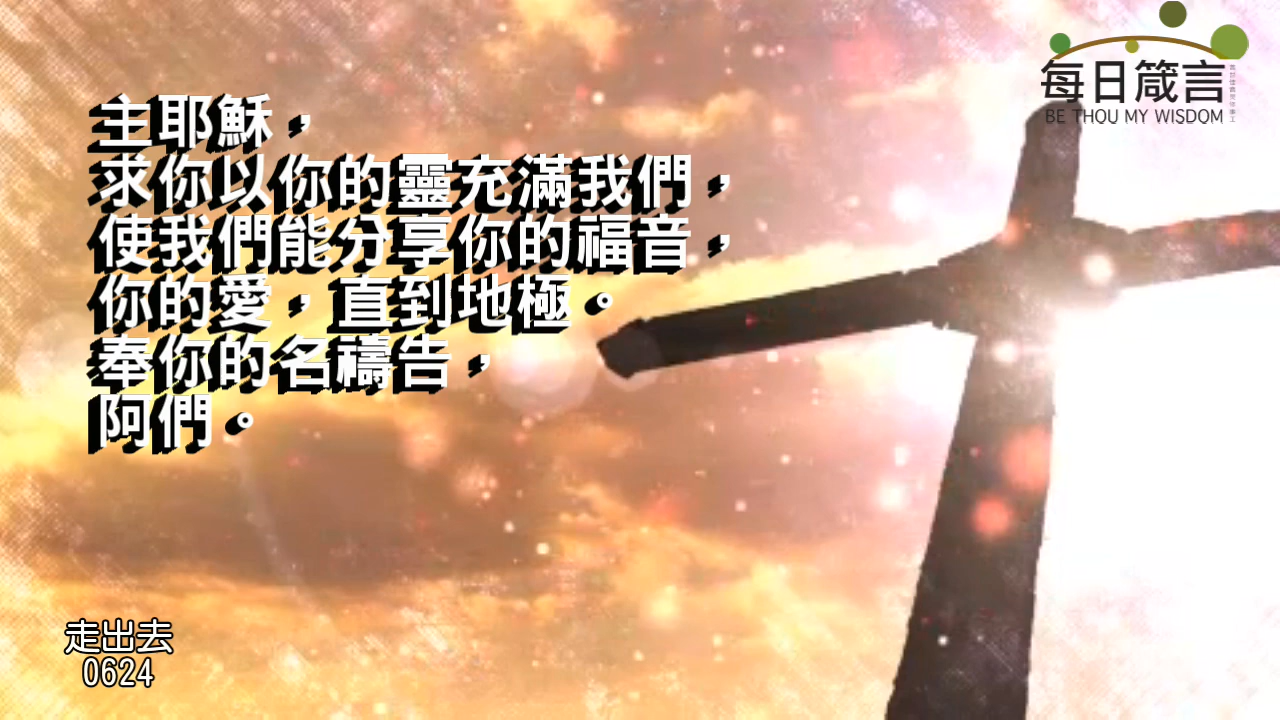 每日箴言
BE THOU MY WISDOM
主耶穌，
求你以你的靈充滿我們，
使我們能分享你的福音，
你的愛，直到地極。
奉你的名禱告，
阿們。
走出去
0624